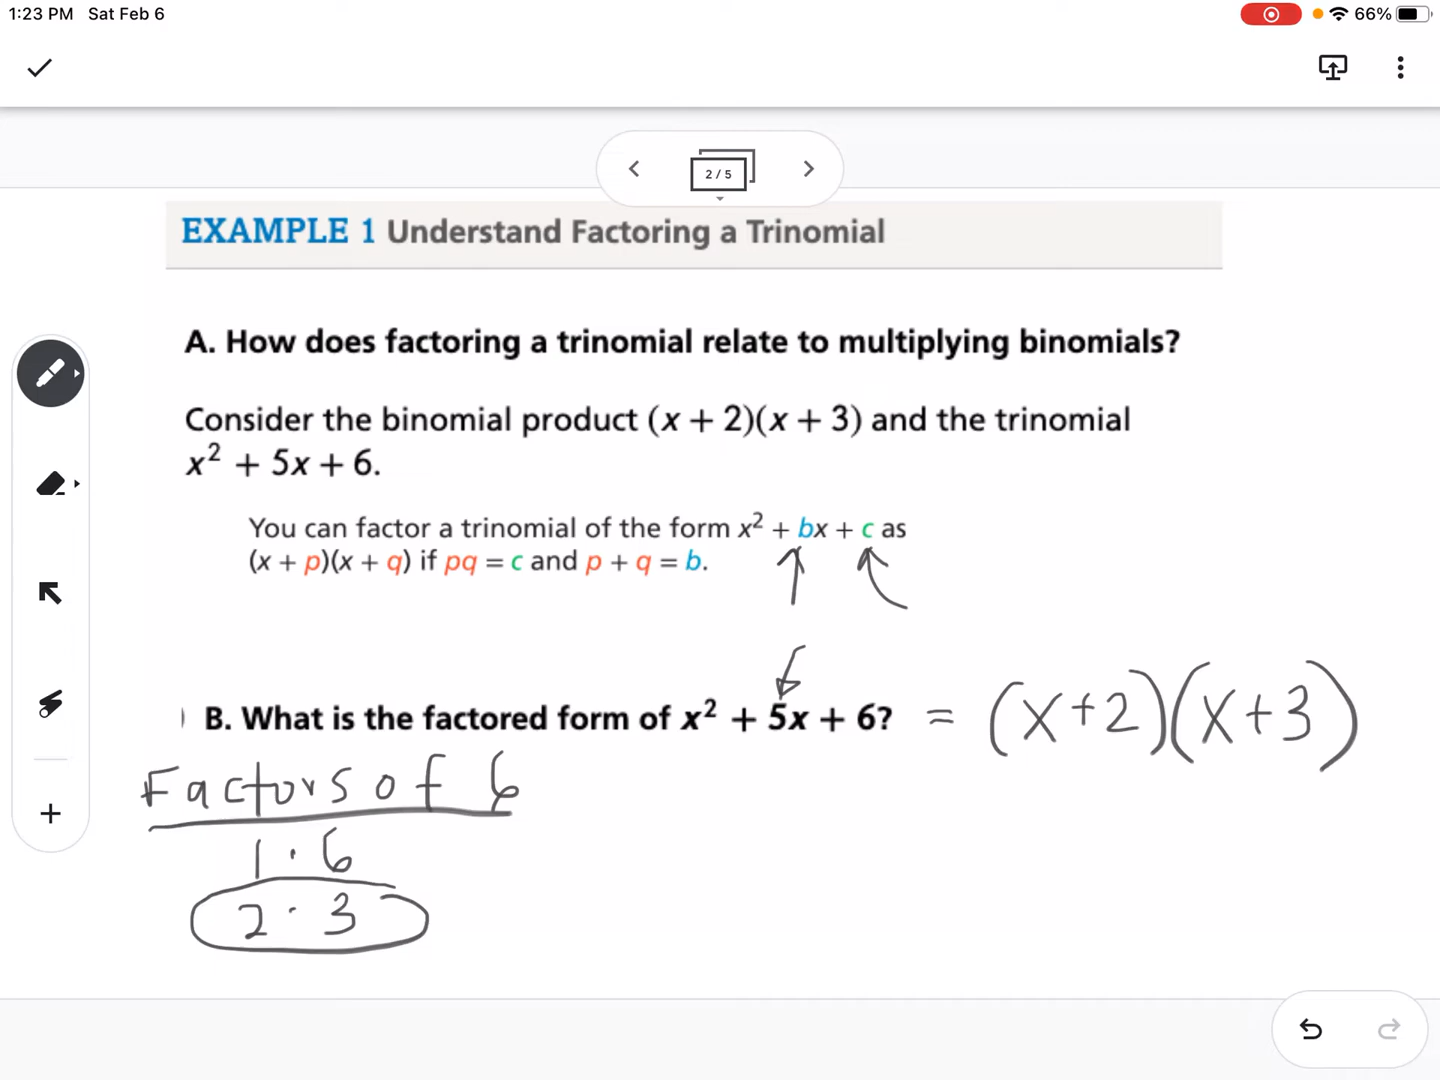 1:23 PM Sat Feb 6
66%
2 / 5
EXAMPLE 1 Understand Factoring a Trinomial
A. How does factoring a trinomial relate to multiplying binomials?
Consider the binomial product (x + 2)(x + 3) and the trinomial
x² + 5x + 6.
You can factor a trinomial of the form x² + bx + c as
(x + p)(x + q) if pq = c and p + q = b.
) B. What is the factored form of x² + 5x + 6? = (x+2)(x+3)
Factors of 6
1 · 6
2 · 3